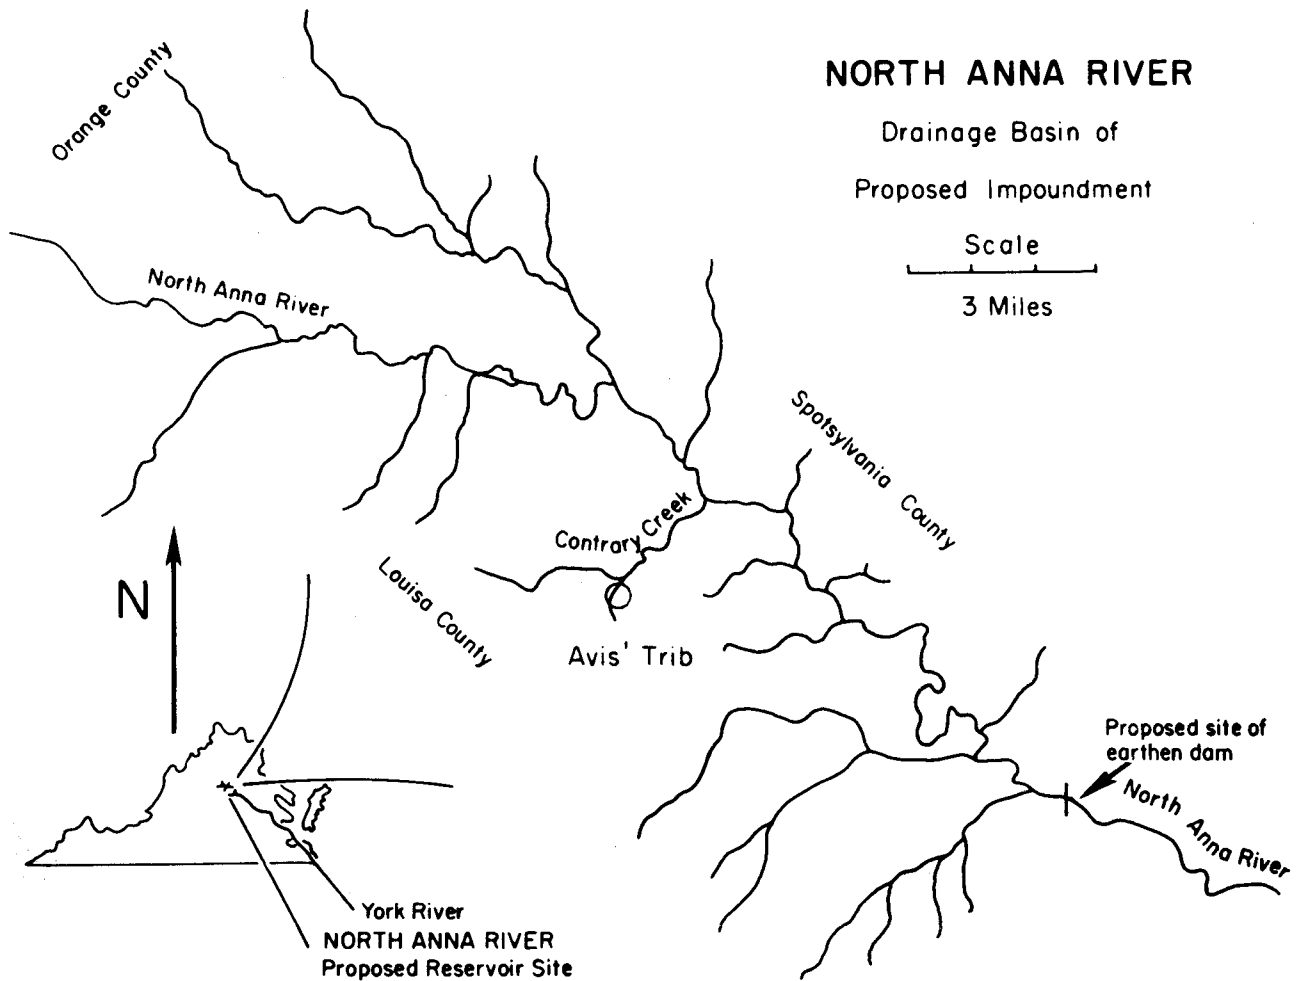 NORTH ANNA RIVER
Drainage Basin of
Proposed Impoundment
Scale
3 Miles
Orange County
North Anna River
Spotsylvania County
Contrary Creek
Louisa County
Avis' Trib
N
Proposed site of
earthen dam
North Anna River
York River
NORTH ANNA RIVER
Proposed Reservoir Site